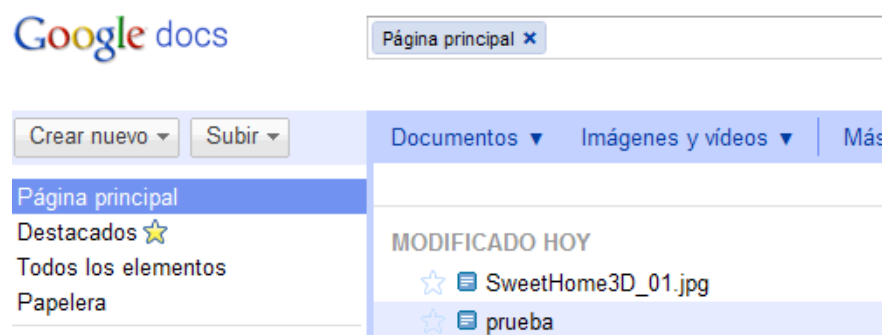 Google docs
Página principal ×
Crear nuevo Subir
Documentos Imágenes y vídeos Más
Página principal
Destacados
Todos los elementos
Papelera
MODIFICADO HOY
SweetHome3D_01.jpg
prueba